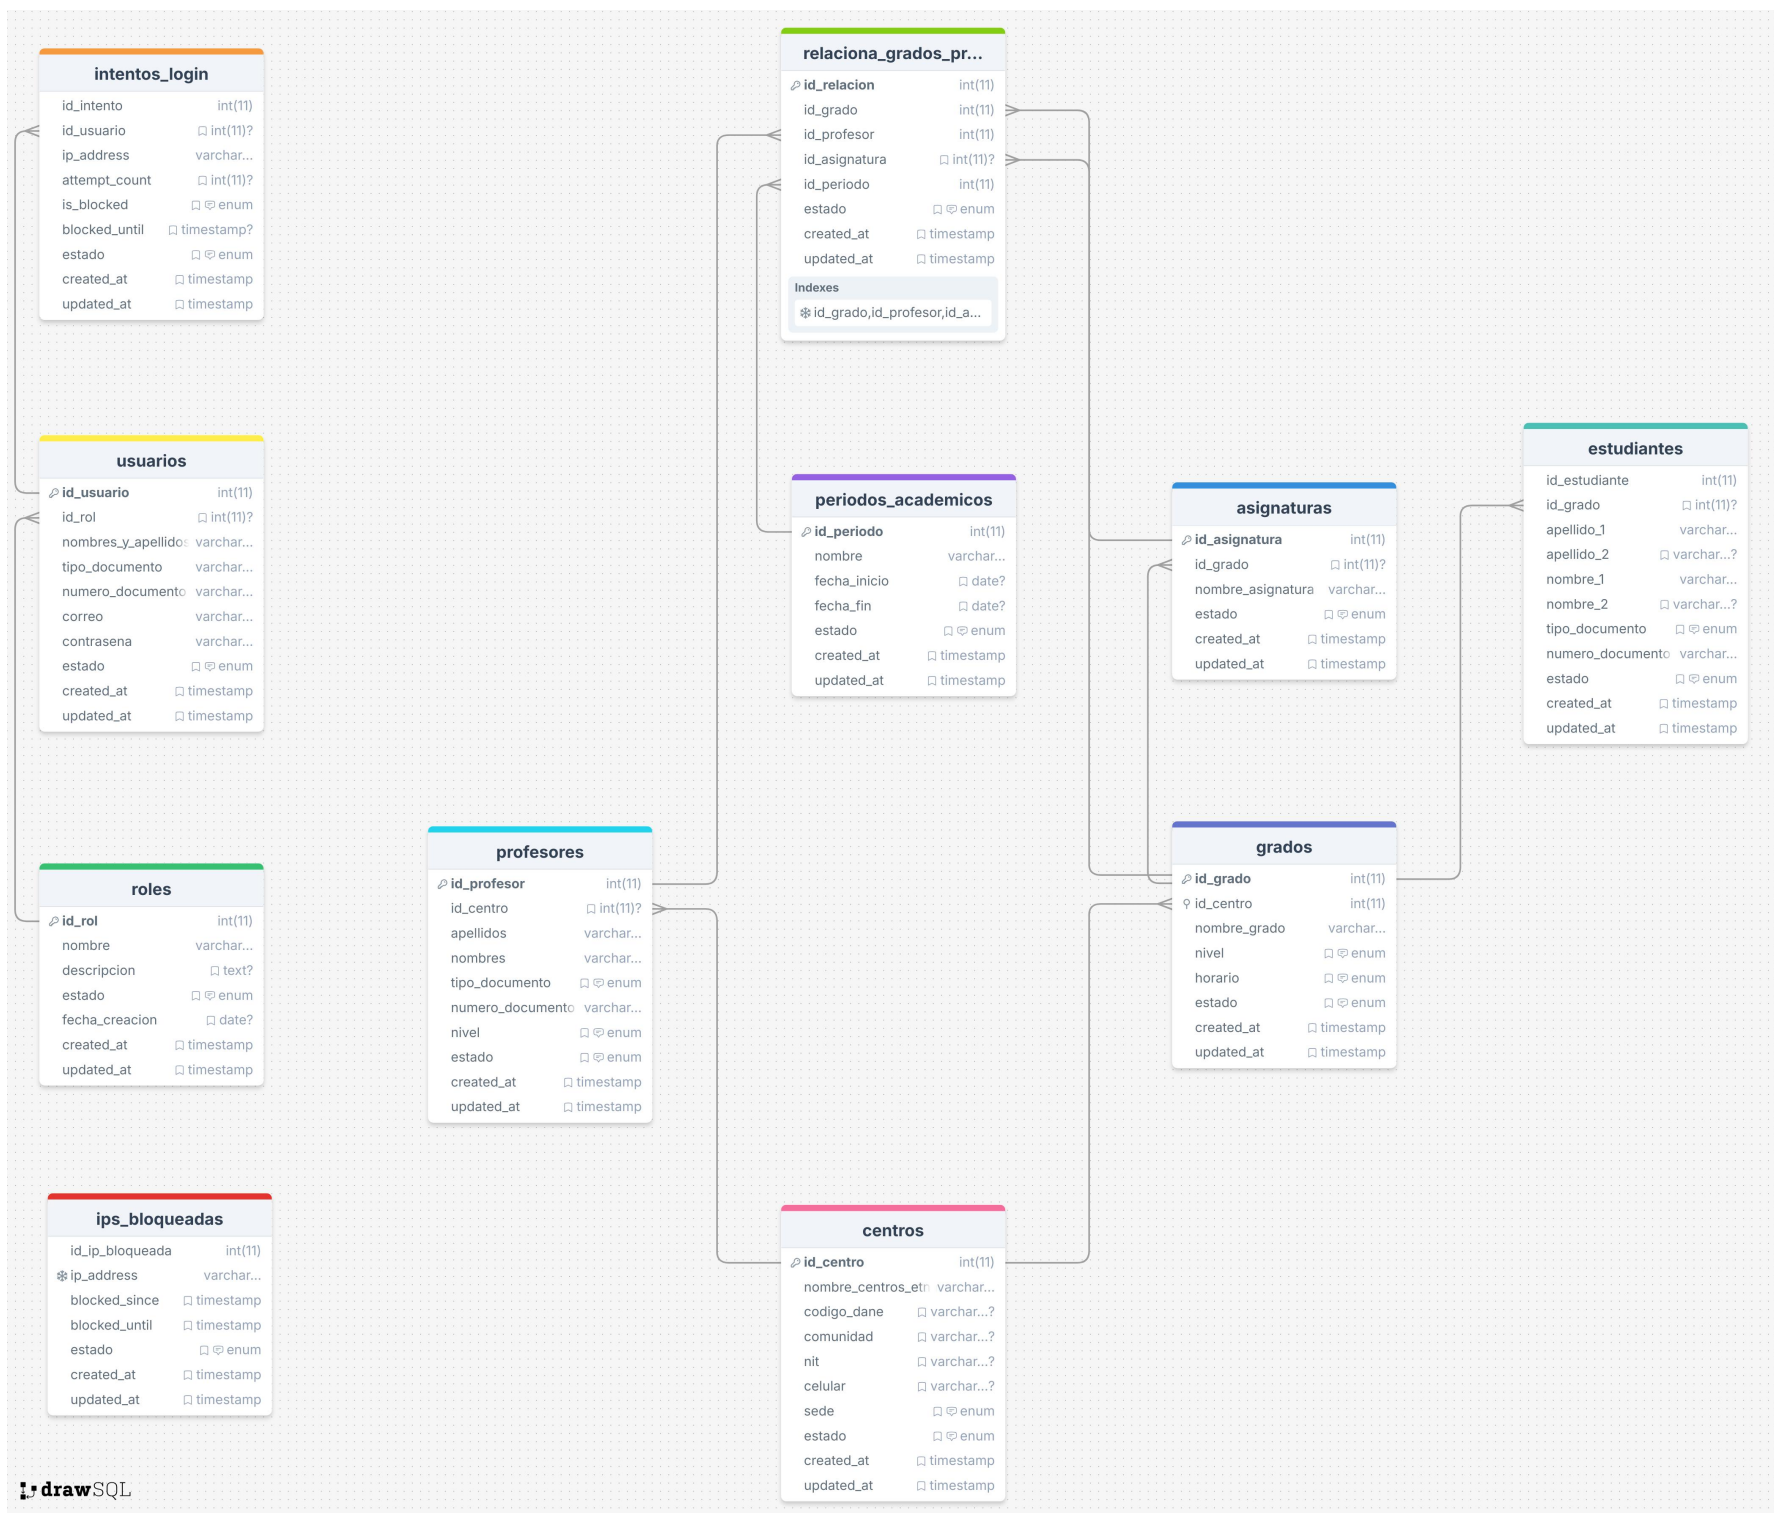 intentos_login
id_intento int(11)
id_usuario int(11)?
ip_address varchar...
attempt_count int(11)?
is_blocked enum
blocked_until timestamp?
estado enum
created_at timestamp
updated_at timestamp
relaciona_grados_pr...
id_relacion int(11)
id_grado int(11)
id_profesor int(11)
id_asignatura int(11)?
id_periodo int(11)
estado enum
created_at timestamp
updated_at timestamp
Indexes
id_grado,id_profesor,id_a...
usuarios
id_usuario int(11)
id_rol int(11)?
nombres_y_apellidos varchar...
tipo_documento varchar...
numero_documento varchar...
correo varchar...
contrasena varchar...
estado enum
created_at timestamp
updated_at timestamp
periodos_academicos
id_periodo int(11)
nombre varchar...
fecha_inicio date?
fecha_fin date?
estado enum
created_at timestamp
updated_at timestamp
asignaturas
id_asignatura int(11)
id_grado int(11)?
nombre_asignatura varchar...
estado enum
created_at timestamp
updated_at timestamp
estudiantes
id_estudiante int(11)
id_grado int(11)?
apellido_1 varchar...
apellido_2 varchar...?
nombre_1 varchar...
nombre_2 varchar...?
tipo_documento enum
numero_documento varchar...
estado enum
created_at timestamp
updated_at timestamp
roles
id_rol int(11)
nombre varchar...
descripcion text?
estado enum
fecha_creacion date?
created_at timestamp
updated_at timestamp
profesores
id_profesor int(11)
id_centro int(11)?
apellidos varchar...
nombres varchar...
tipo_documento enum
numero_documento varchar...
nivel enum
estado enum
created_at timestamp
updated_at timestamp
grados
id_grado int(11)
id_centro int(11)
nombre_grado varchar...
nivel enum
horario enum
estado enum
created_at timestamp
updated_at timestamp
ips_bloqueadas
id_ip_bloqueada int(11)
ip_address varchar...
blocked_since timestamp
blocked_until timestamp
estado enum
created_at timestamp
updated_at timestamp
centros
id_centro int(11)
nombre_centros_etn varchar...
codigo_dane varchar...?
comunidad varchar...?
nit varchar...?
celular varchar...?
sede enum
estado enum
created_at timestamp
updated_at timestamp
drawSQL